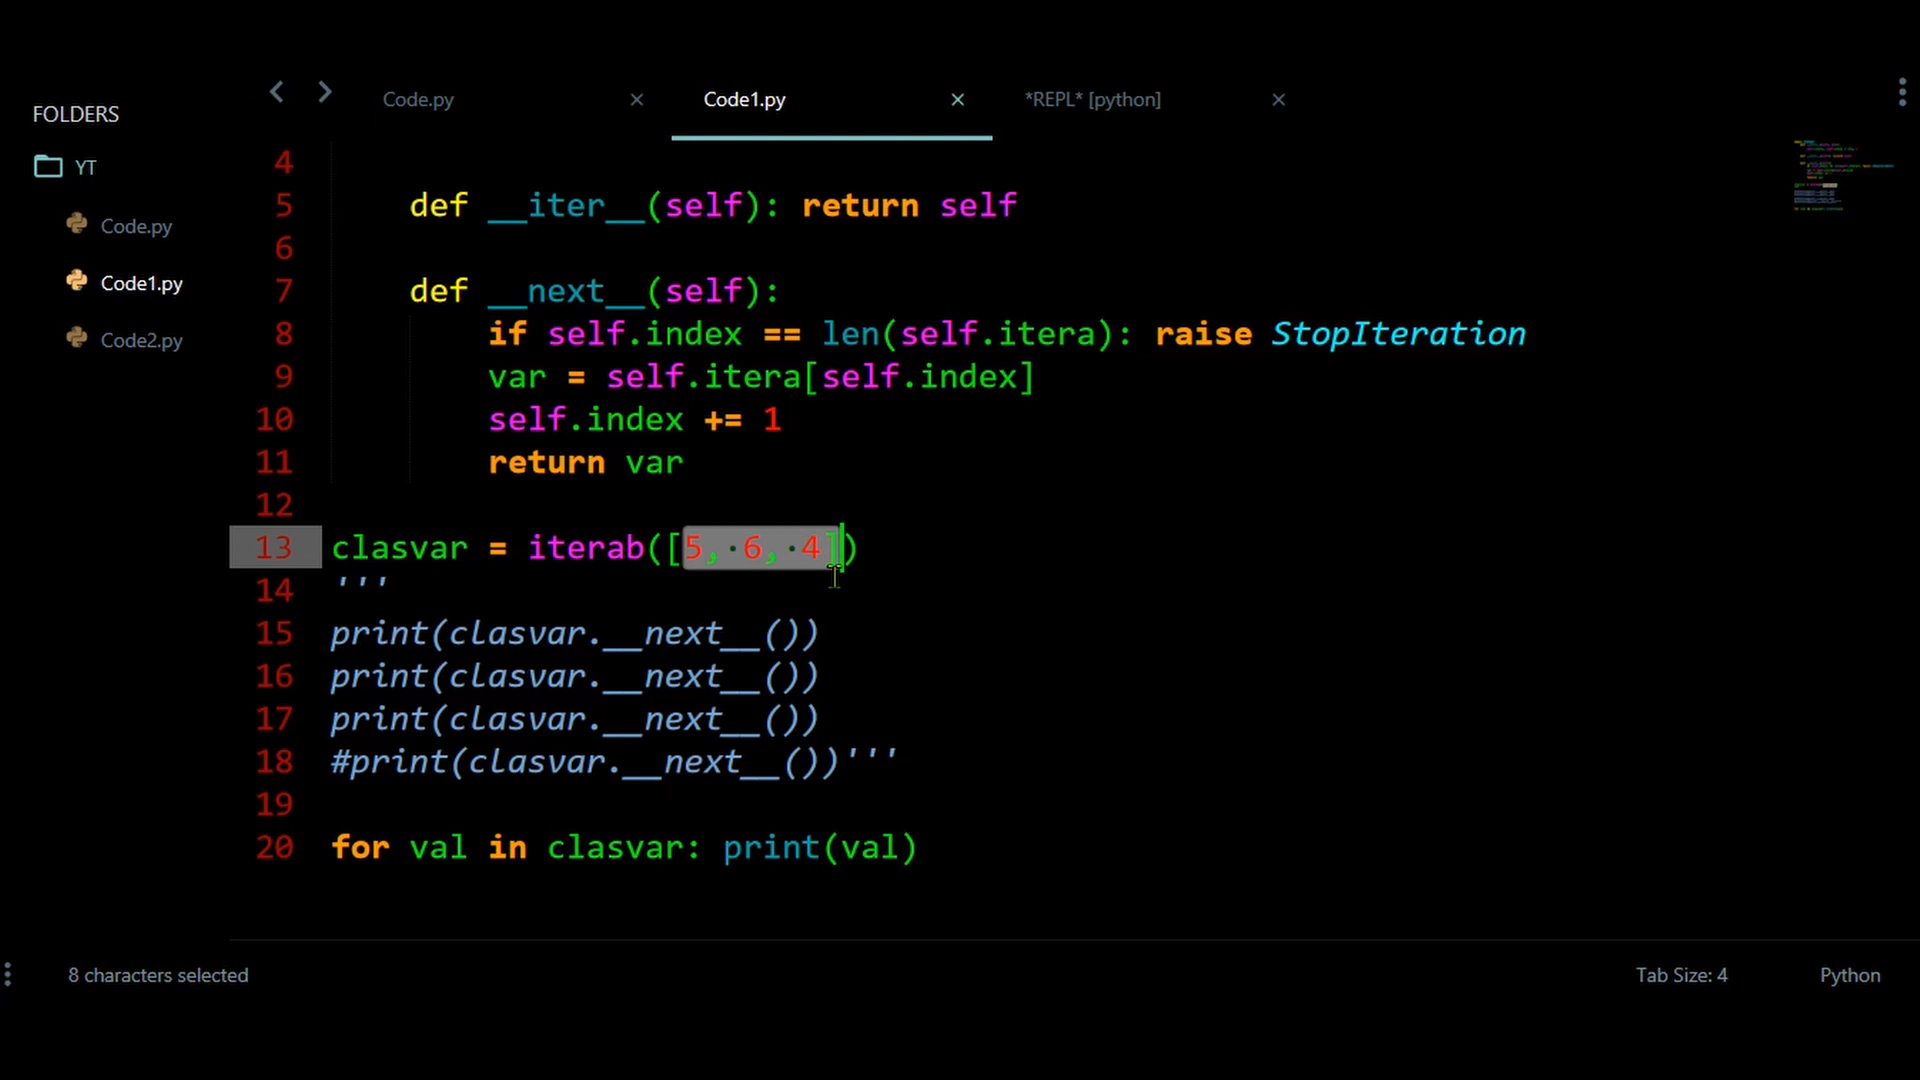 FOLDERS
YT
Code.py
Code1.py
Code2.py
Code.py
Code1.py
*REPL* [python]
4
5 def __iter__(self): return self
6
7 def __next__(self):
8 if self.index == len(self.itera): raise StopIteration
9 var = self.itera[self.index]
10 self.index += 1
11 return var
12
13 clasvar = iterab([5, 6, 4])
14 '''
15 print(clasvar.__next__())
16 print(clasvar.__next__())
17 print(clasvar.__next__())
18 #print(clasvar.__next__())'''
19
20 for val in clasvar: print(val)
8 characters selected
Tab Size: 4
Python